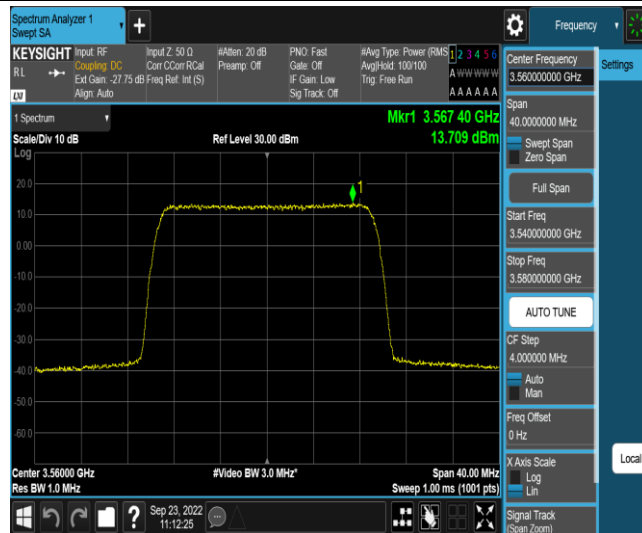 Spectrum Analyzer 1
Swept SA
Frequency
KEYSIGHT
RL
LXI
Input: RF
Coupling: DC
Ext Gain: -27.75 dB
Align: Auto
Input Z: 50 Ω
Corr CCorr RCal
Freq Ref: Int (S)
#Atten: 20 dB
Preamp: Off
PNO: Fast
Gate: Off
IF Gain: Low
Sig Track: Off
#Avg Type: Power (RMS
Avg|Hold: 100/100
Trig: Free Run
1 2 3 4 5 6
A W W W W W
A A A A A A
1 Spectrum
Scale/Div 10 dB
Log
Ref Level 30.00 dBm
Mkr1 3.567 40 GHz
13.709 dBm
1
20.0
10.0
0.00
-10.0
-20.0
-30.0
-40.0
-50.0
-60.0
Center 3.56000 GHz
#Video BW 3.0 MHz*
Span 40.00 MHz
Res BW 1.0 MHz
Sweep 1.00 ms (1001 pts)
Sep 23, 2022
11:12:25
?
Center Frequency
3.560000000 GHz
Span
40.0000000 MHz
Swept Span
Zero Span
Full Span
Start Freq
3.540000000 GHz
Stop Freq
3.580000000 GHz
AUTO TUNE
CF Step
4.000000 MHz
Auto
Man
Freq Offset
0 Hz
X Axis Scale
Log
Lin
Signal Track
(Span Zoom)
Settings
Local